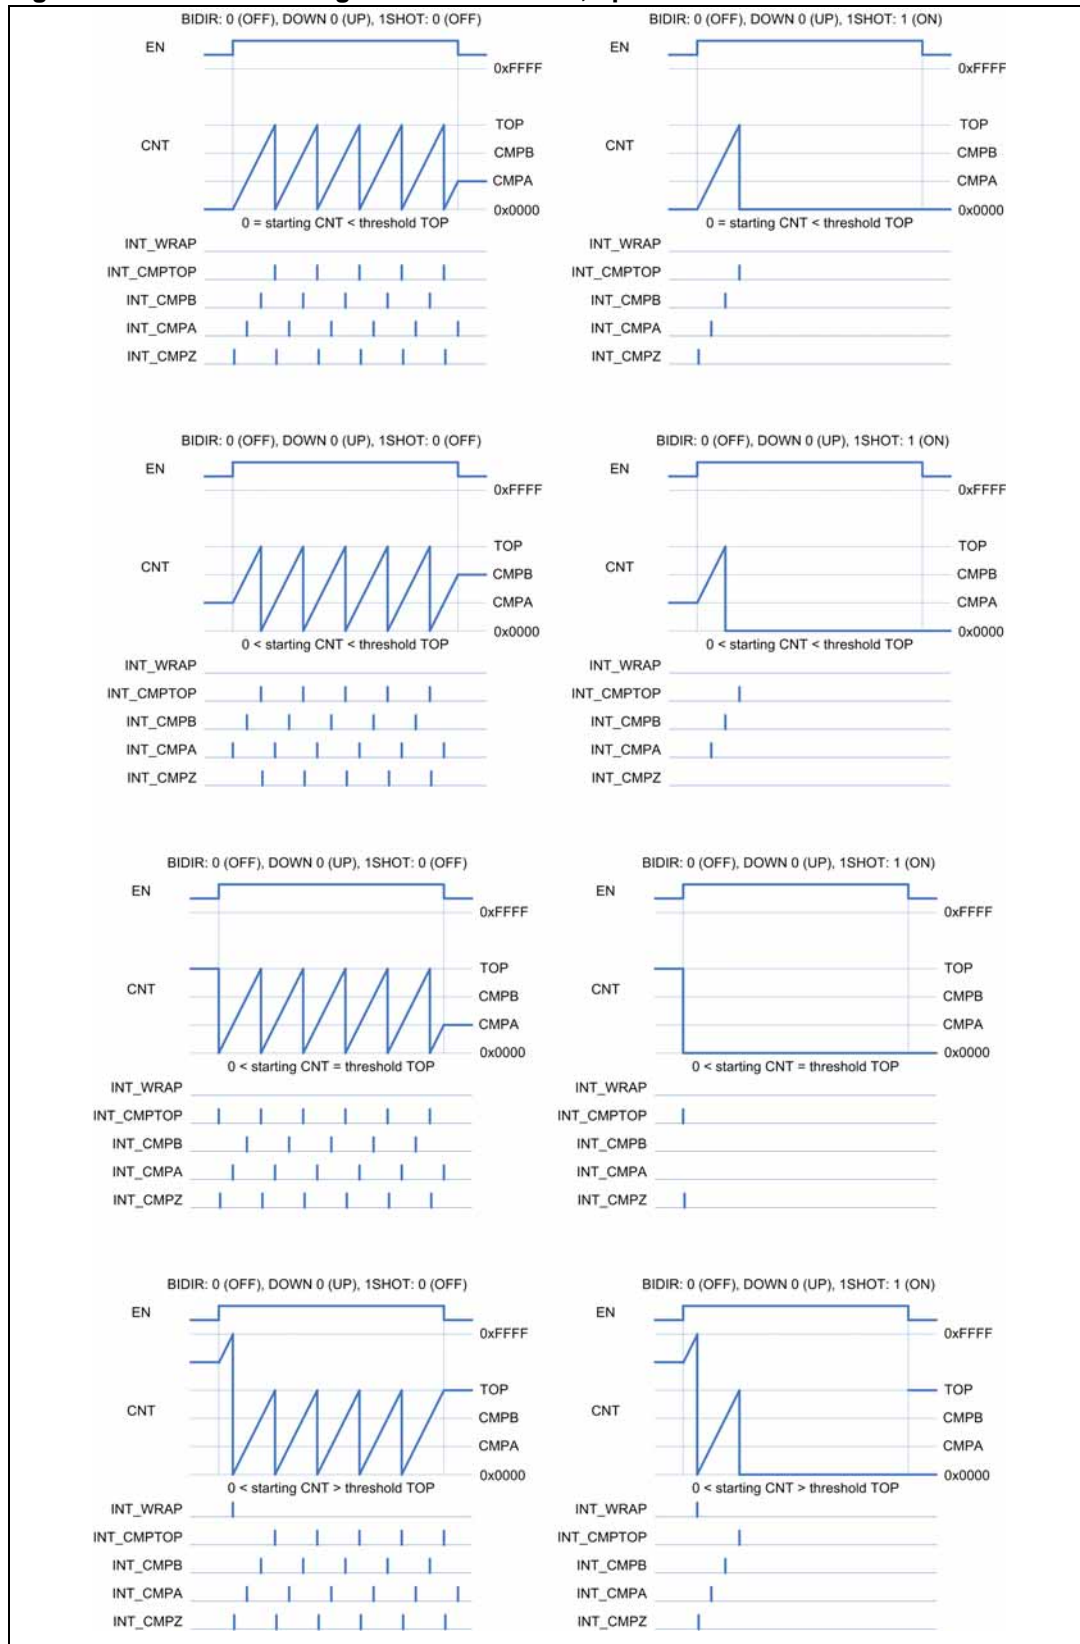 BIDIR: 0 (OFF), DOWN 0 (UP), 1SHOT: 0 (OFF)
EN
0xFFFF
TOP
CNT
CMPB
CMPA
0x0000
0 = starting CNT < threshold TOP
INT_WRAP
INT_CMPTOP
INT_CMPB
INT_CMPA
INT_CMPZ
BIDIR: 0 (OFF), DOWN 0 (UP), 1SHOT: 1 (ON)
EN
0xFFFF
TOP
CNT
CMPB
CMPA
0x0000
0 = starting CNT < threshold TOP
INT_WRAP
INT_CMPTOP
INT_CMPB
INT_CMPA
INT_CMPZ
BIDIR: 0 (OFF), DOWN 0 (UP), 1SHOT: 0 (OFF)
EN
0xFFFF
TOP
CNT
CMPB
CMPA
0x0000
0 < starting CNT < threshold TOP
INT_WRAP
INT_CMPTOP
INT_CMPB
INT_CMPA
INT_CMPZ
BIDIR: 0 (OFF), DOWN 0 (UP), 1SHOT: 1 (ON)
EN
0xFFFF
TOP
CNT
CMPB
CMPA
0x0000
0 < starting CNT < threshold TOP
INT_WRAP
INT_CMPTOP
INT_CMPB
INT_CMPA
INT_CMPZ
BIDIR: 0 (OFF), DOWN 0 (UP), 1SHOT: 0 (OFF)
EN
0xFFFF
TOP
CNT
CMPB
CMPA
0x0000
0 < starting CNT = threshold TOP
INT_WRAP
INT_CMPTOP
INT_CMPB
INT_CMPA
INT_CMPZ
BIDIR: 0 (OFF), DOWN 0 (UP), 1SHOT: 1 (ON)
EN
0xFFFF
TOP
CNT
CMPB
CMPA
0x0000
0 < starting CNT = threshold TOP
INT_WRAP
INT_CMPTOP
INT_CMPB
INT_CMPA
INT_CMPZ
BIDIR: 0 (OFF), DOWN 0 (UP), 1SHOT: 0 (OFF)
EN
0xFFFF
TOP
CNT
CMPB
CMPA
0x0000
0 < starting CNT > threshold TOP
INT_WRAP
INT_CMPTOP
INT_CMPB
INT_CMPA
INT_CMPZ
BIDIR: 0 (OFF), DOWN 0 (UP), 1SHOT: 1 (ON)
EN
0xFFFF
TOP
CNT
CMPB
CMPA
0x0000
0 < starting CNT > threshold TOP
INT_WRAP
INT_CMPTOP
INT_CMPB
INT_CMPA
INT_CMPZ